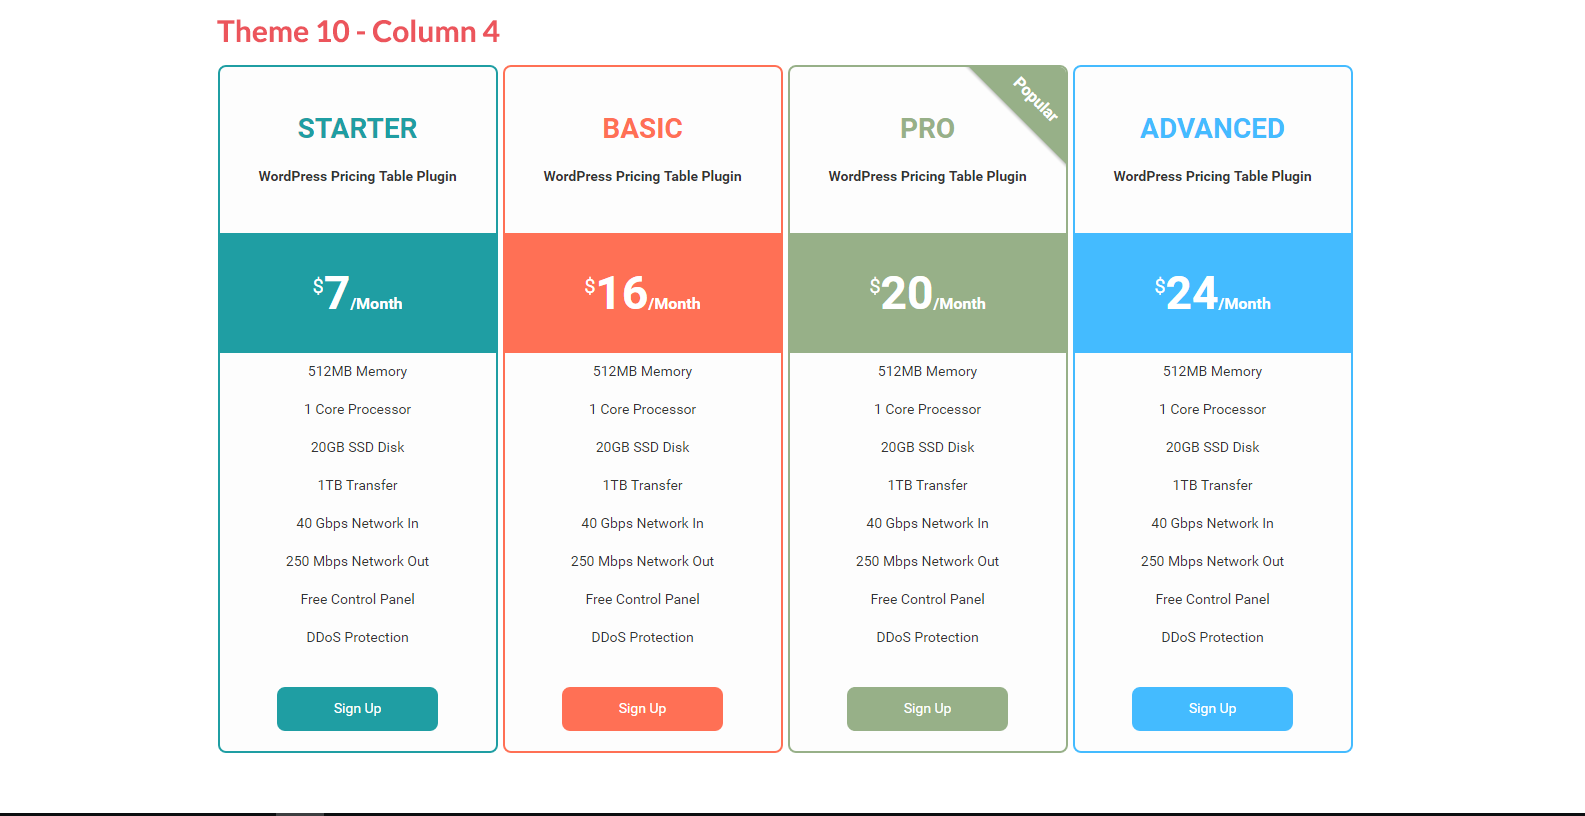 Theme 10 - Column 4
STARTER
WordPress Pricing Table Plugin
$7/Month
512MB Memory
1 Core Processor
20GB SSD Disk
1TB Transfer
40 Gbps Network In
250 Mbps Network Out
Free Control Panel
DDoS Protection
Sign Up
BASIC
WordPress Pricing Table Plugin
$16/Month
512MB Memory
1 Core Processor
20GB SSD Disk
1TB Transfer
40 Gbps Network In
250 Mbps Network Out
Free Control Panel
DDoS Protection
Sign Up
Popular
PRO
WordPress Pricing Table Plugin
$20/Month
512MB Memory
1 Core Processor
20GB SSD Disk
1TB Transfer
40 Gbps Network In
250 Mbps Network Out
Free Control Panel
DDoS Protection
Sign Up
ADVANCED
WordPress Pricing Table Plugin
$24/Month
512MB Memory
1 Core Processor
20GB SSD Disk
1TB Transfer
40 Gbps Network In
250 Mbps Network Out
Free Control Panel
DDoS Protection
Sign Up